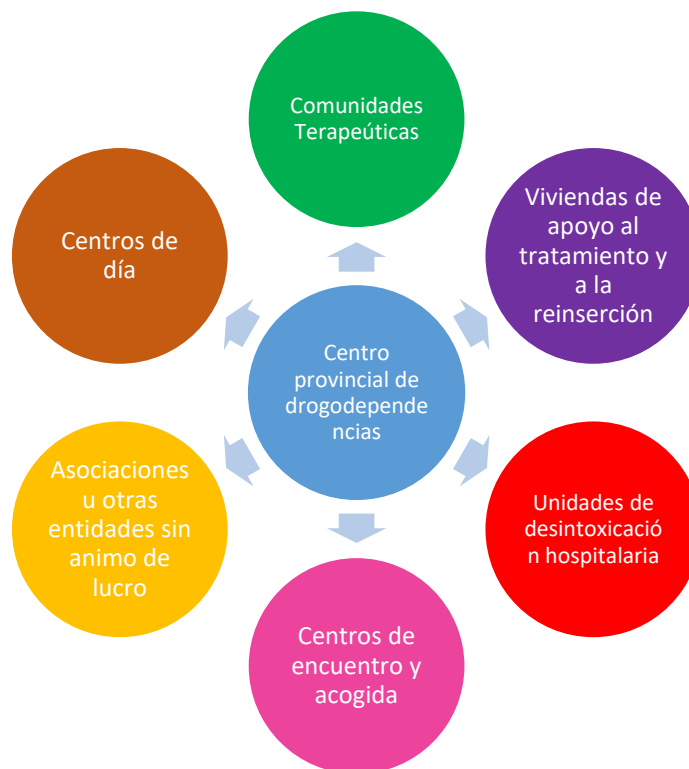 Comunidades
Terapeúticas
Viviendas de
apoyo al
tratamiento y
a la
reinserción
Centros de
día
Centro
provincial de
drogodepende
ncias
Asociaciones
u otras
entidades sin
animo de
lucro
Unidades de
desintoxicació
n hospitalaria
Centros de
encuentro y
acogida